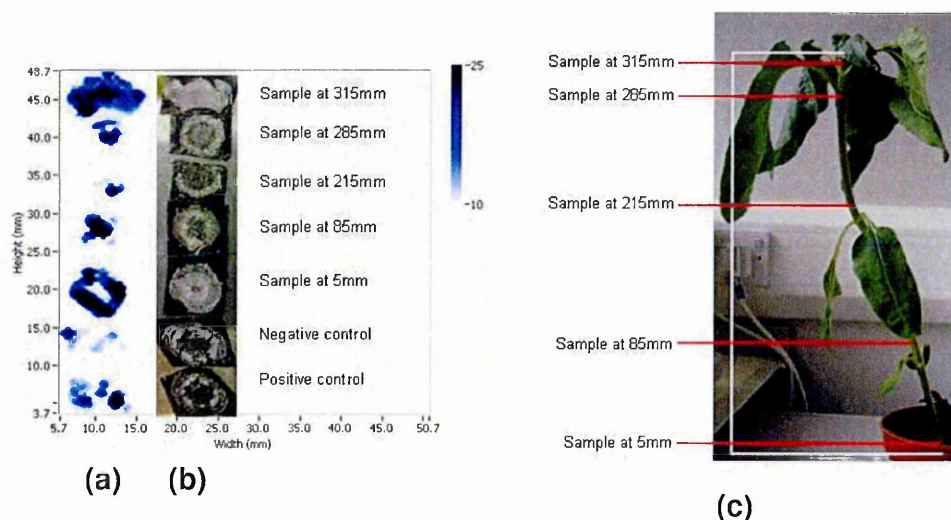 48.7
45.0
40.0
35.0
30.0
25.0
20.0
15.0
10.0
3.7
Height (mm)
5.7 10.0 15.0 20.0 25.0 30.0 35.0 40.0 45.0 50.7
Width (mm)
Sample at 315mm
Sample at 285mm
Sample at 215mm
Sample at 85mm
Sample at 5mm
Negative control
Positive control
25
10
(a) (b)
Sample at 315mm
Sample at 285mm
Sample at 215mm
Sample at 85mm
Sample at 5mm
(c)